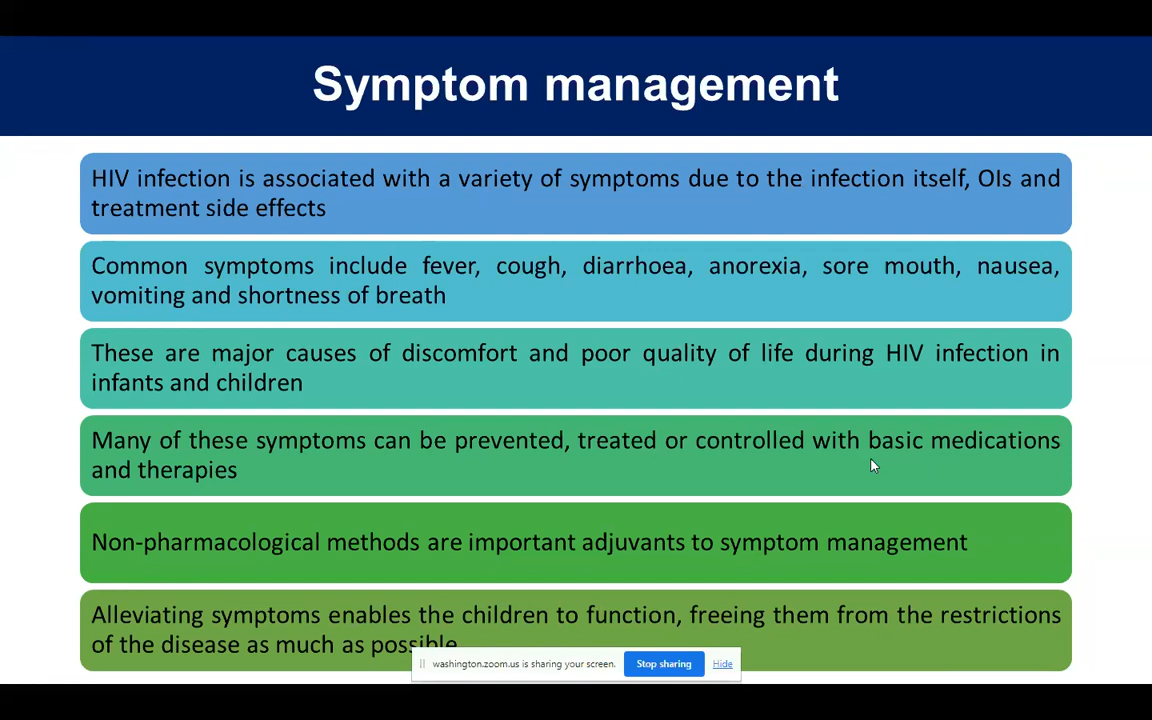 Symptom management
HIV infection is associated with a variety of symptoms due to the infection itself, OIs and
treatment side effects
Common symptoms include fever, cough, diarrhoea, anorexia, sore mouth, nausea,
vomiting and shortness of breath
These are major causes of discomfort and poor quality of life during HIV infection in
infants and children
Many of these symptoms can be prevented, treated or controlled with basic medications
and therapies
Non-pharmacological methods are important adjuvants to symptom management
Alleviating symptoms enables the children to function, freeing them from the restrictions
of the disease as much as possible
washington.zoom.us is sharing your screen. Stop sharing Hide